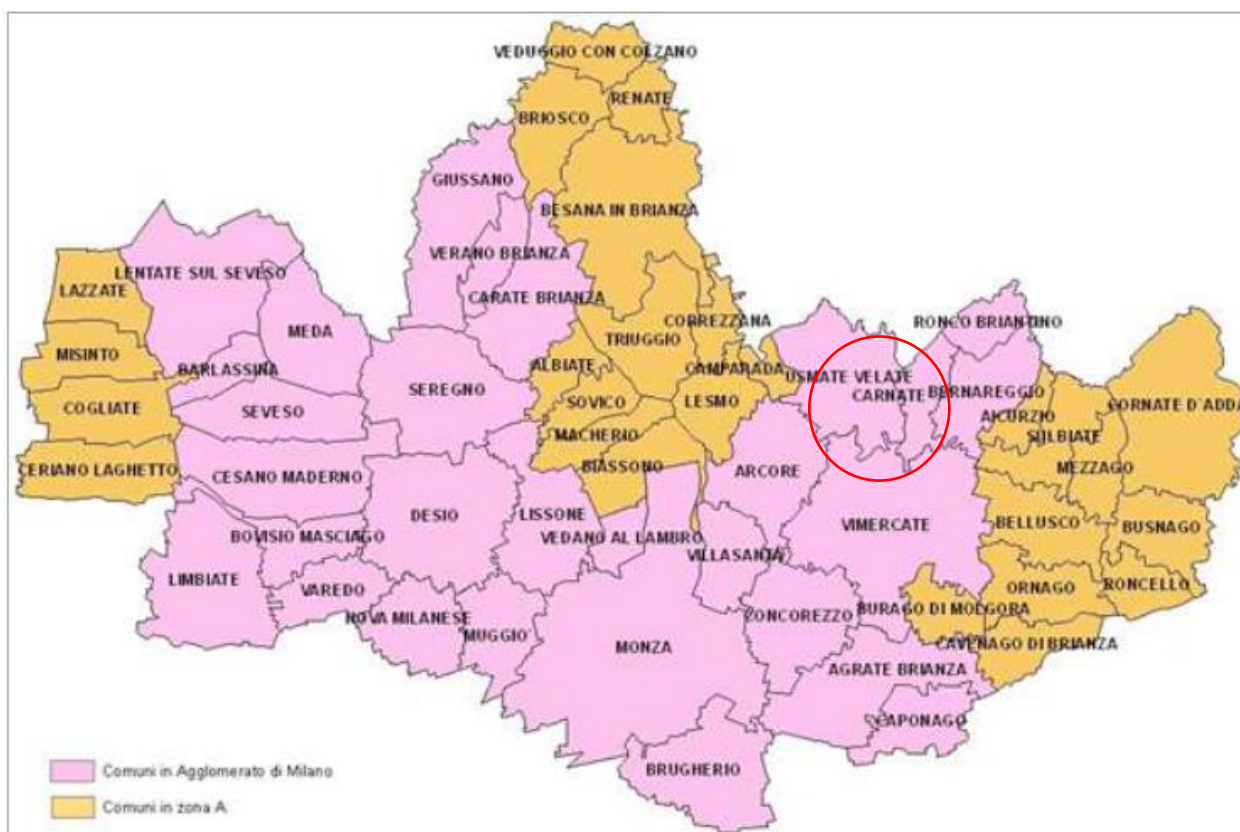 VEDUGGIO CON COLZANO
RENATE
BRIOSCO
GIUSSANO
BESANA IN BRIANZA
VERANO BRIANZA
LENTATE SUL SEVESO
LAZZATE
CARATE BRIANZA
CORREZZANA
RONCO BRIANTINO
MEDA
TRIUGGIO
MISINTO
BARLASSINA
ALBIATE
CAMPARADA
USMATE VELATE
SEREGNO
CARNATE
BERNAREGGIO
COGLIATE
SEVESO
SOVICO
LESMO
AICURZIO
CORNATE D'ADDA
MACHERIO
SULBIATE
CERIANO LAGHETTO
CESANO MADERNO
BIASSONO
ARCORE
MEZZAGO
DESIO
LISSONE
VIMERCATE
BELLUSCO
BUSNAGO
BOVISIO MASCIAGO
VEDANO AL LAMBRO
VILLASANTA
LIMBIATE
VAREDO
ORNAGO
RONCELLO
NOVA MILANESE
CONCOREZZO
BURAGO DI MOLGORA
MUGGIO'
MONZA
CAVENAGO DI BRIANZA
AGRATE BRIANZA
CAPONAGO
BRUGHERIO
Comuni in Agglomerato di Milano
Comuni in zona A